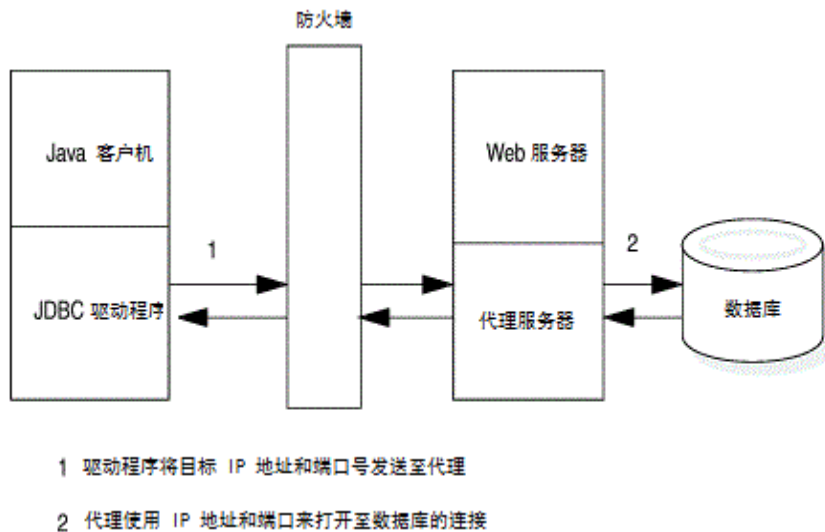 防火墙
Java 客户机
Web 服务器
1
2
JDBC 驱动程序
代理服务器
数据库
1 驱动程序将目标 IP 地址和端口号发送至代理
2 代理使用 IP 地址和端口来打开至数据库的连接